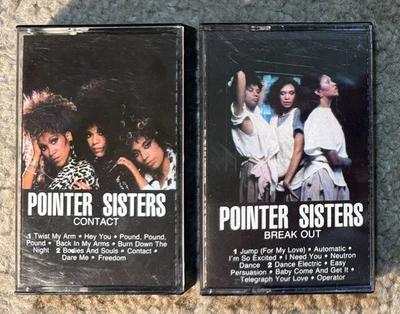 POINTER SISTERS
CONTACT
1 Twist My Arm • Hey You • Pound, Pound,
Pound • Back In My Arms • Burn Down The
Night 2 Bodies And Souls • Contact •
Dare Me • Freedom
POINTER SISTERS
BREAK OUT
1 Jump (For My Love) • Automatic •
I'm So Excited • I Need You • Neutron
Dance 2 Dance Electric • Easy
Persuasion • Baby Come And Get It •
Telegraph Your Love • Operator